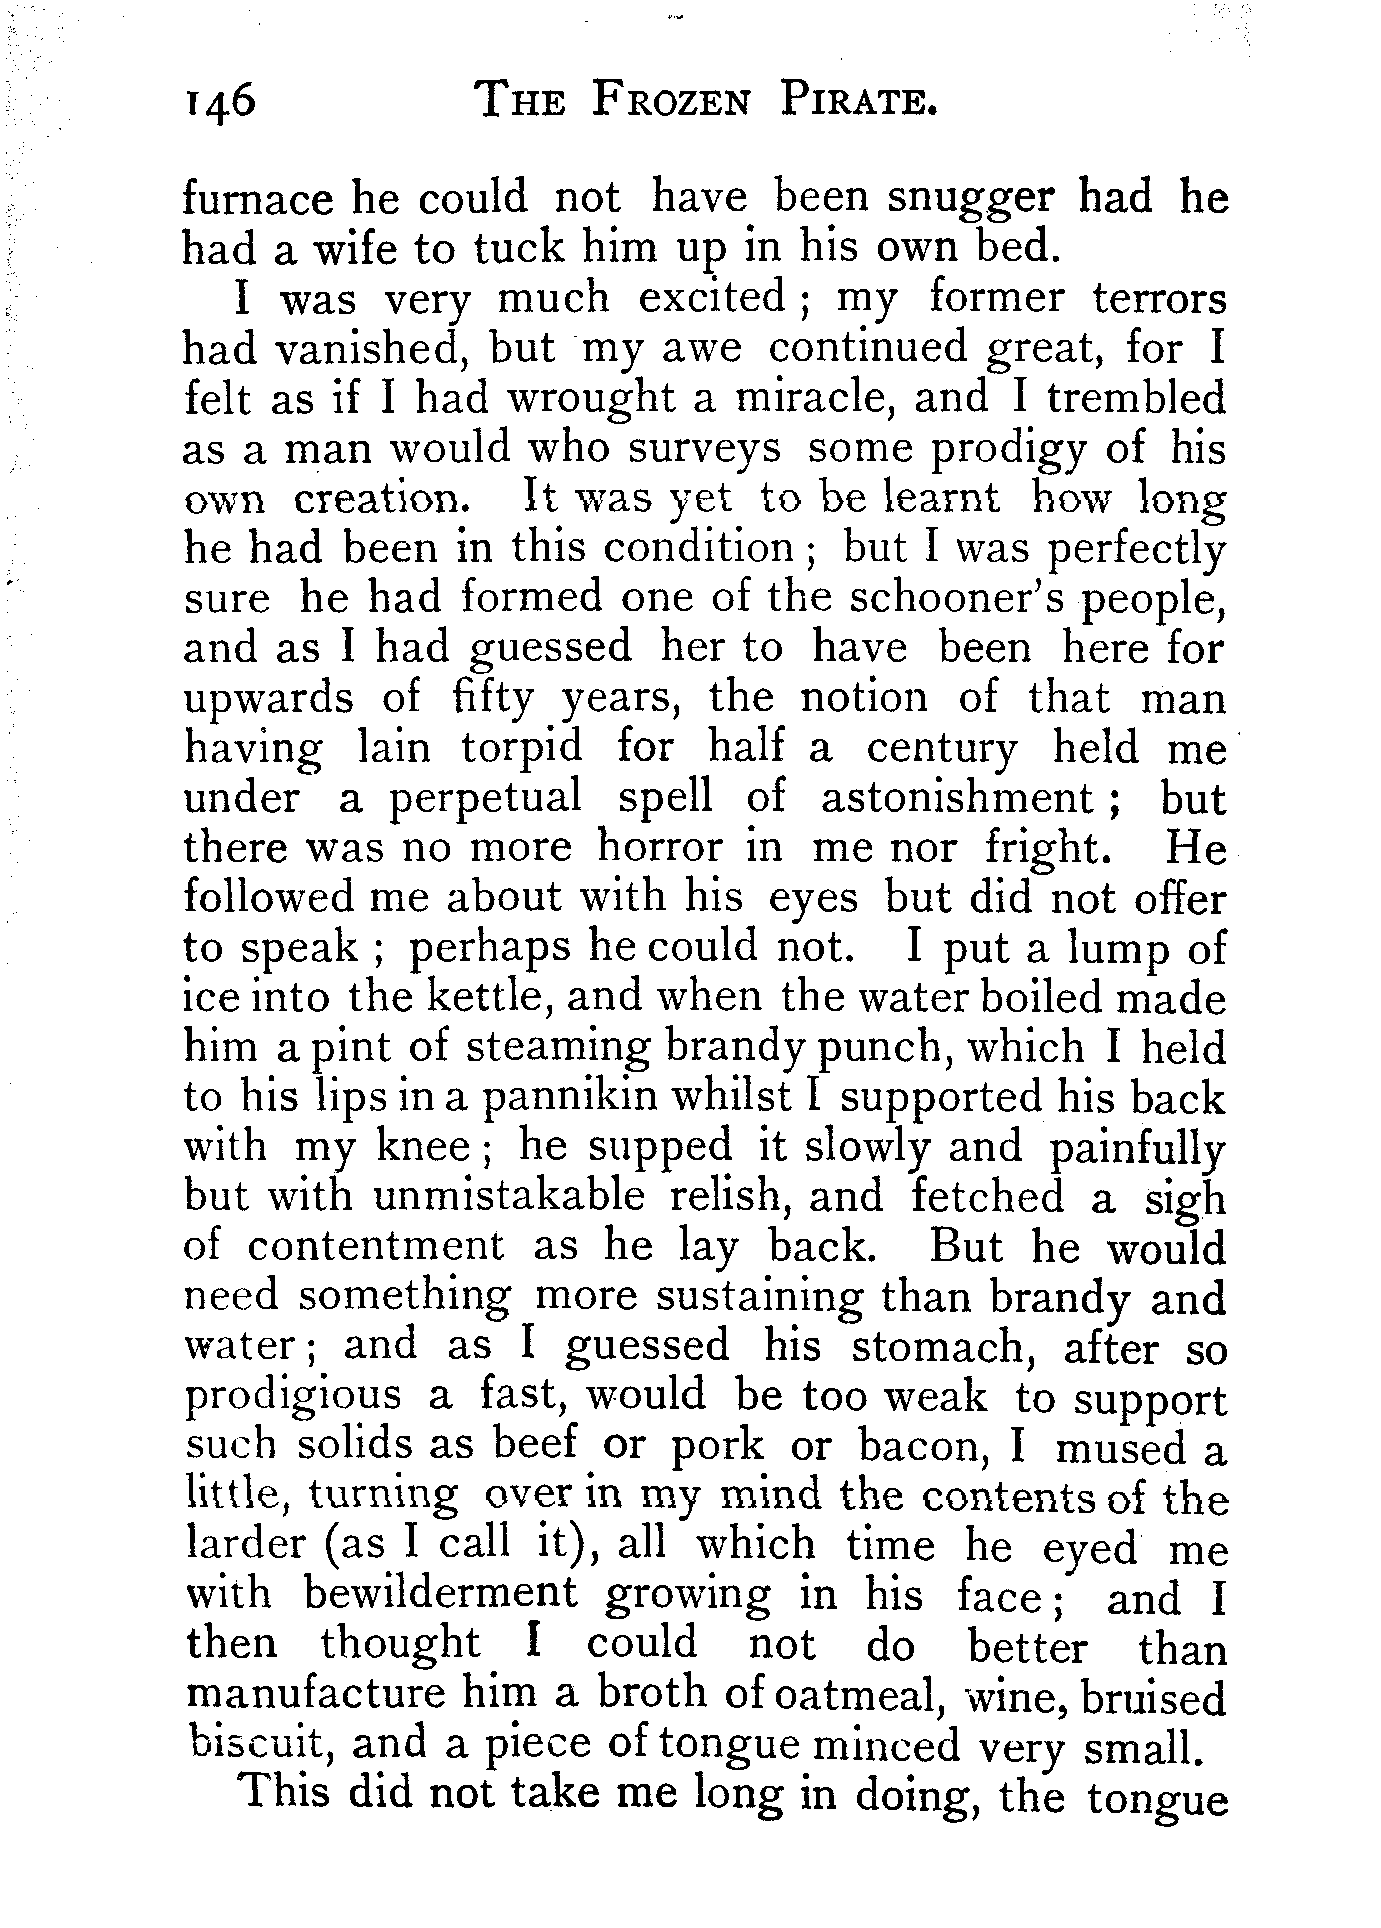 146 THE FROZEN PIRATE.
furnace he could not have been snugger had he
had a wife to tuck him up in his own bed.
I was very much excited ; my former terrors
had vanished, but my awe continued great, for I
felt as if I had wrought a miracle, and I trembled
as a man would who surveys some prodigy of his
own creation. It was yet to be learnt how long
he had been in this condition ; but I was perfectly
sure he had formed one of the schooner's people,
and as I had guessed her to have been here for
upwards of fifty years, the notion of that man
having lain torpid for half a century held me
under a perpetual spell of astonishment ; but
there was no more horror in me nor fright. He
followed me about with his eyes but did not offer
to speak ; perhaps he could not. I put a lump of
ice into the kettle, and when the water boiled made
him a pint of steaming brandy punch, which I held
to his lips in a pannikin whilst I supported his back
with my knee ; he supped it slowly and painfully
but with unmistakable relish, and fetched a sigh
of contentment as he lay back. But he would
need something more sustaining than brandy and
water ; and as I guessed his stomach, after so
prodigious a fast, would be too weak to support
such solids as beef or pork or bacon, I mused a
little, turning over in my mind the contents of the
larder (as I call it), all which time he eyed me
with bewilderment growing in his face ; and I
then thought I could not do better than
manufacture him a broth of oatmeal, wine, bruised
biscuit, and a piece of tongue minced very small.
This did not take me long in doing, the tongue